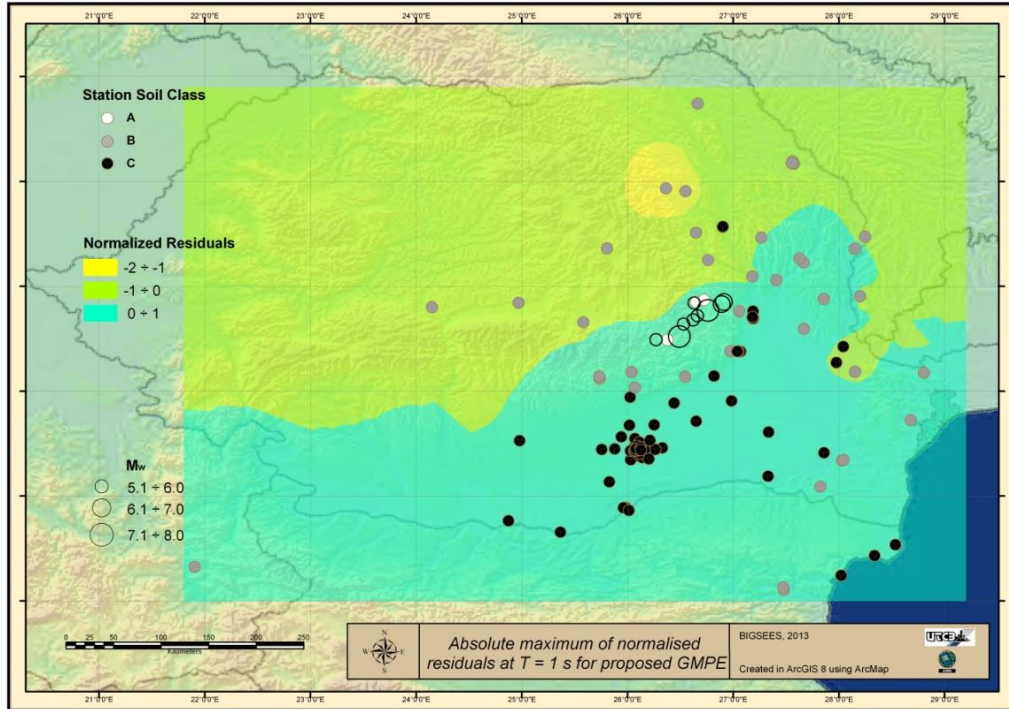 21°0'0"E 22°0'0"E 23°0'0"E 24°0'0"E 25°0'0"E 26°0'0"E 27°0'0"E 28°0'0"E 29°0'0"E
Station Soil Class
A
B
C
Normalized Residuals
-2 ÷ -1
-1 ÷ 0
0 ÷ 1
Mw
5.1 ÷ 6.0
6.1 ÷ 7.0
7.1 ÷ 8.0
0 25 50 100 150 200 250
Kilometers
N
W E
S
Absolute maximum of normalised
residuals at T = 1 s for proposed GMPE
BIGSEES, 2013
UTCB
Created in ArcGIS 8 using ArcMap
21°0'0"E 22°0'0"E 23°0'0"E 24°0'0"E 25°0'0"E 26°0'0"E 27°0'0"E 28°0'0"E 29°0'0"E